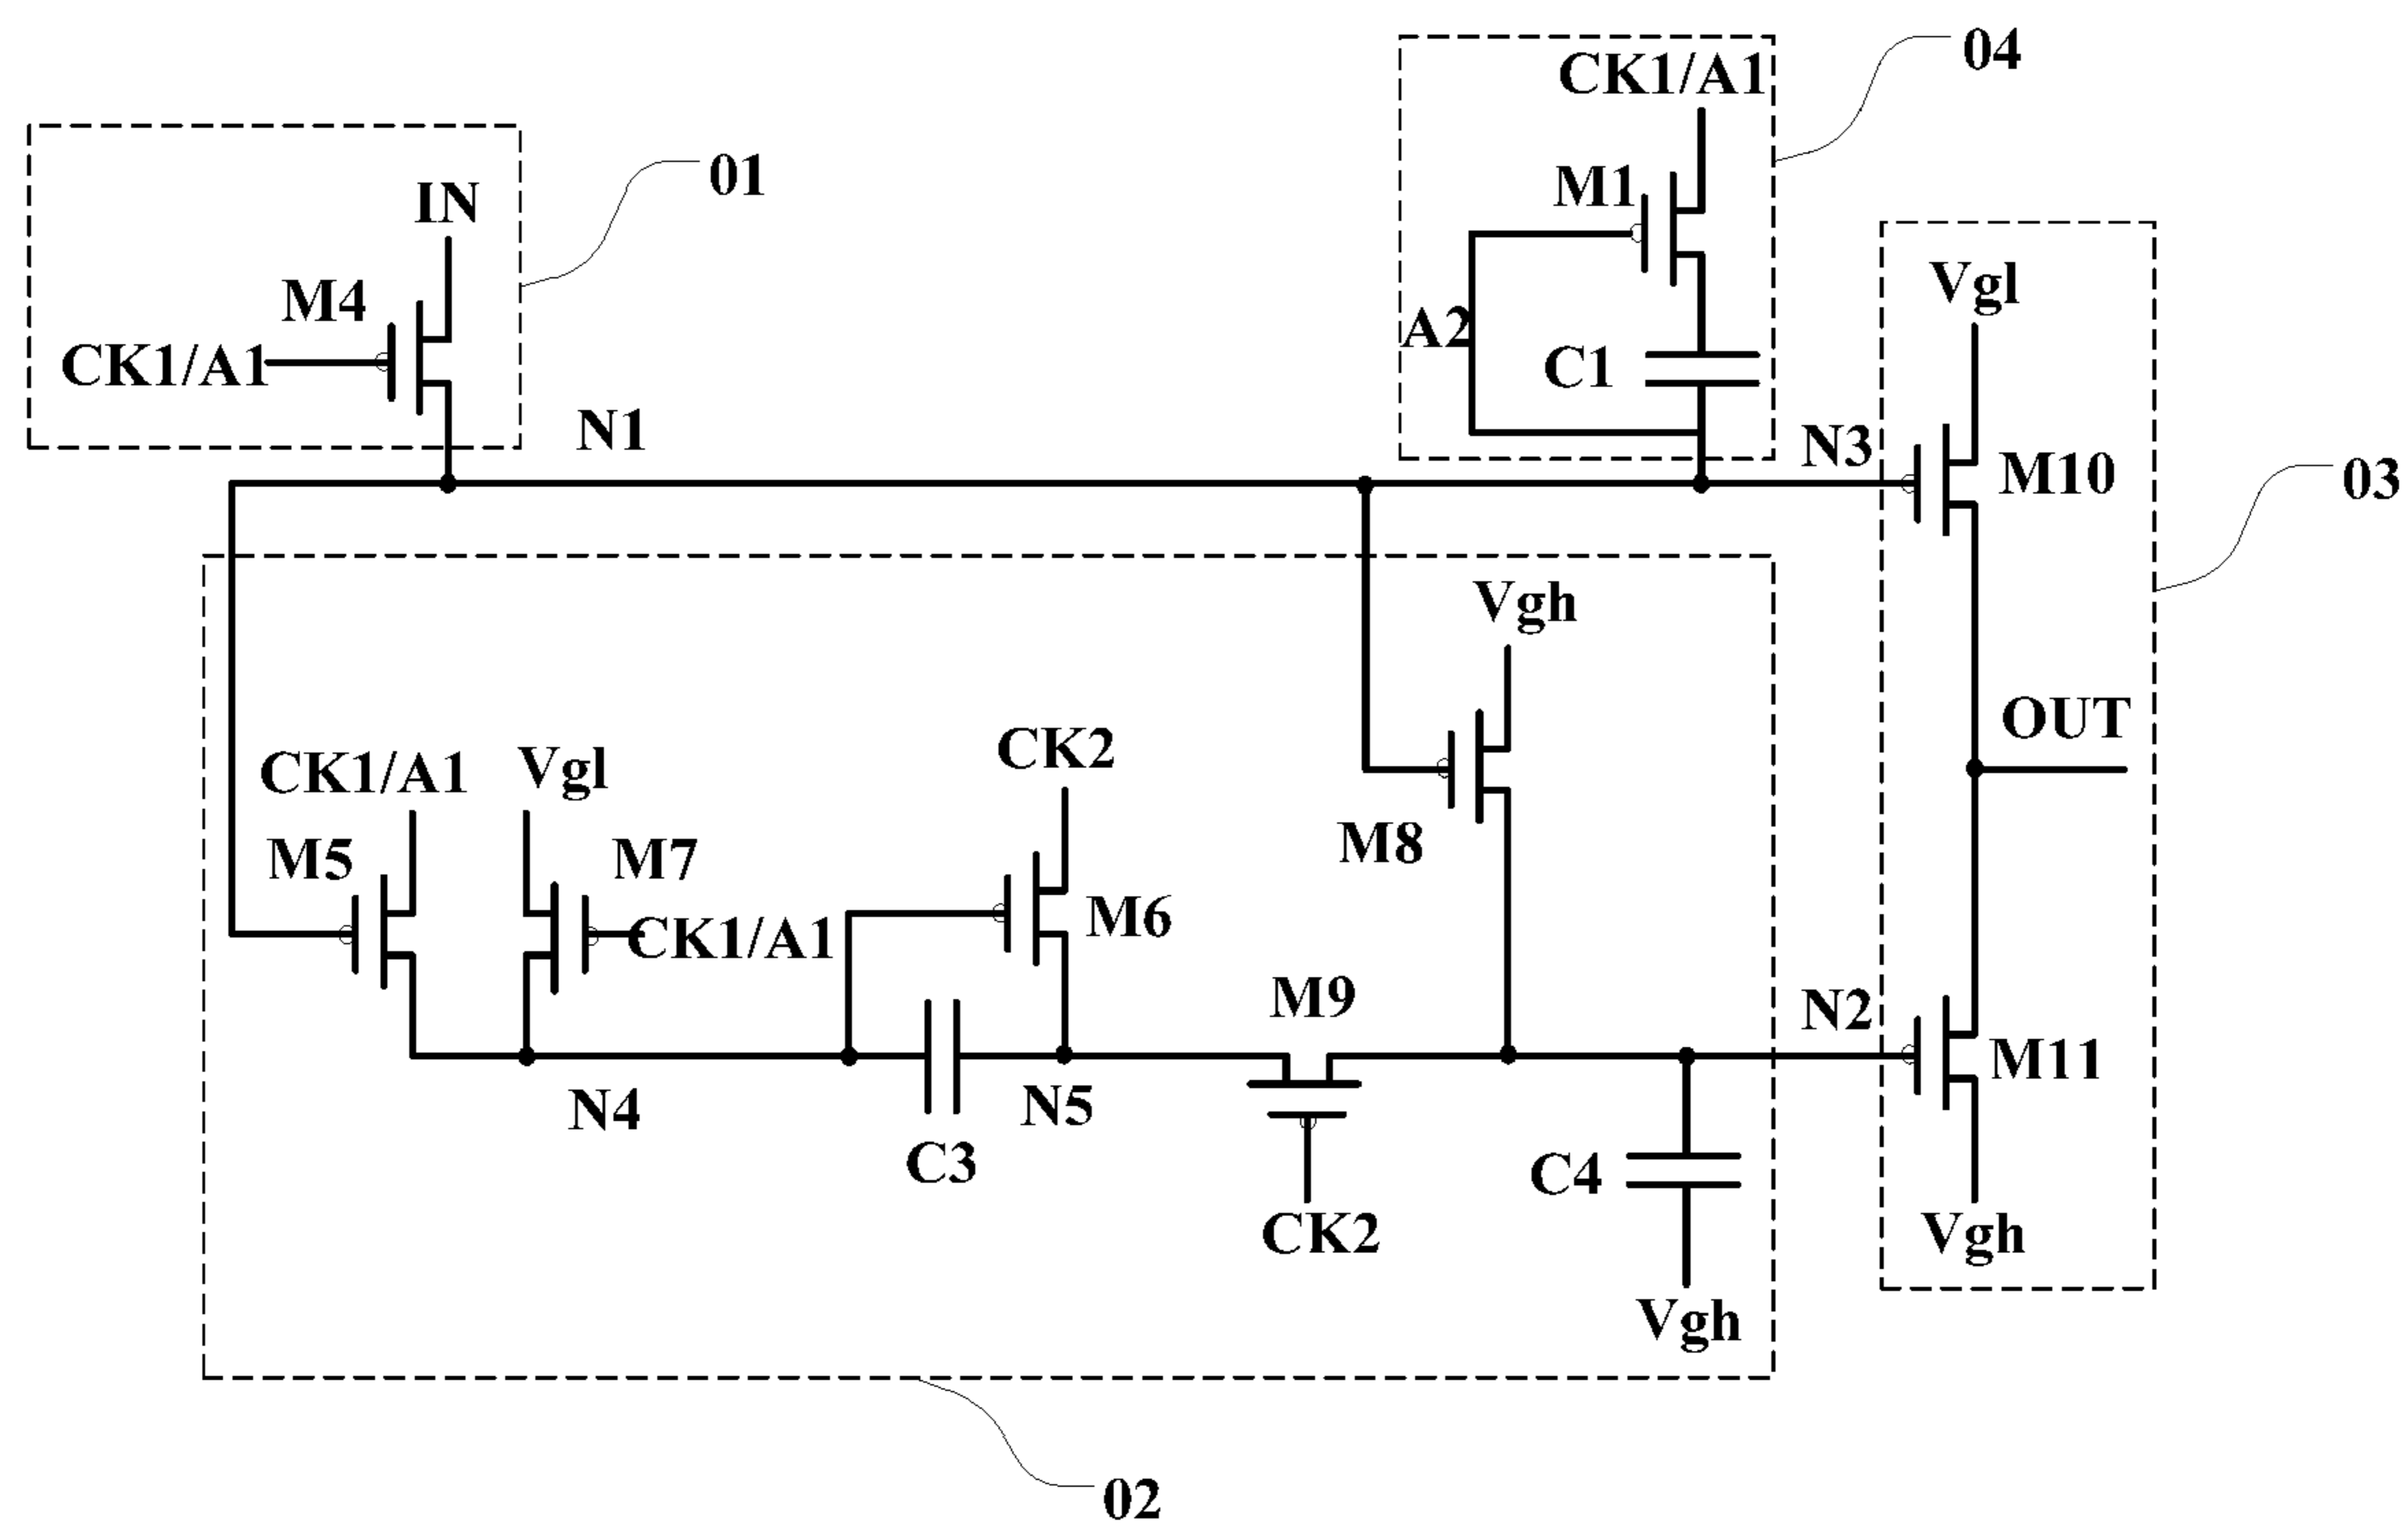 04
CK1/A1
M1
A2
C1
01
IN
M4
CK1/A1
N1
N3
Vgl
M10
03
OUT
Vgh
M8
CK1/A1
Vgl
M5
M7
CK1/A1
CK2
M6
N4
C3
N5
M9
CK2
N2
M11
C4
Vgh
Vgh
02